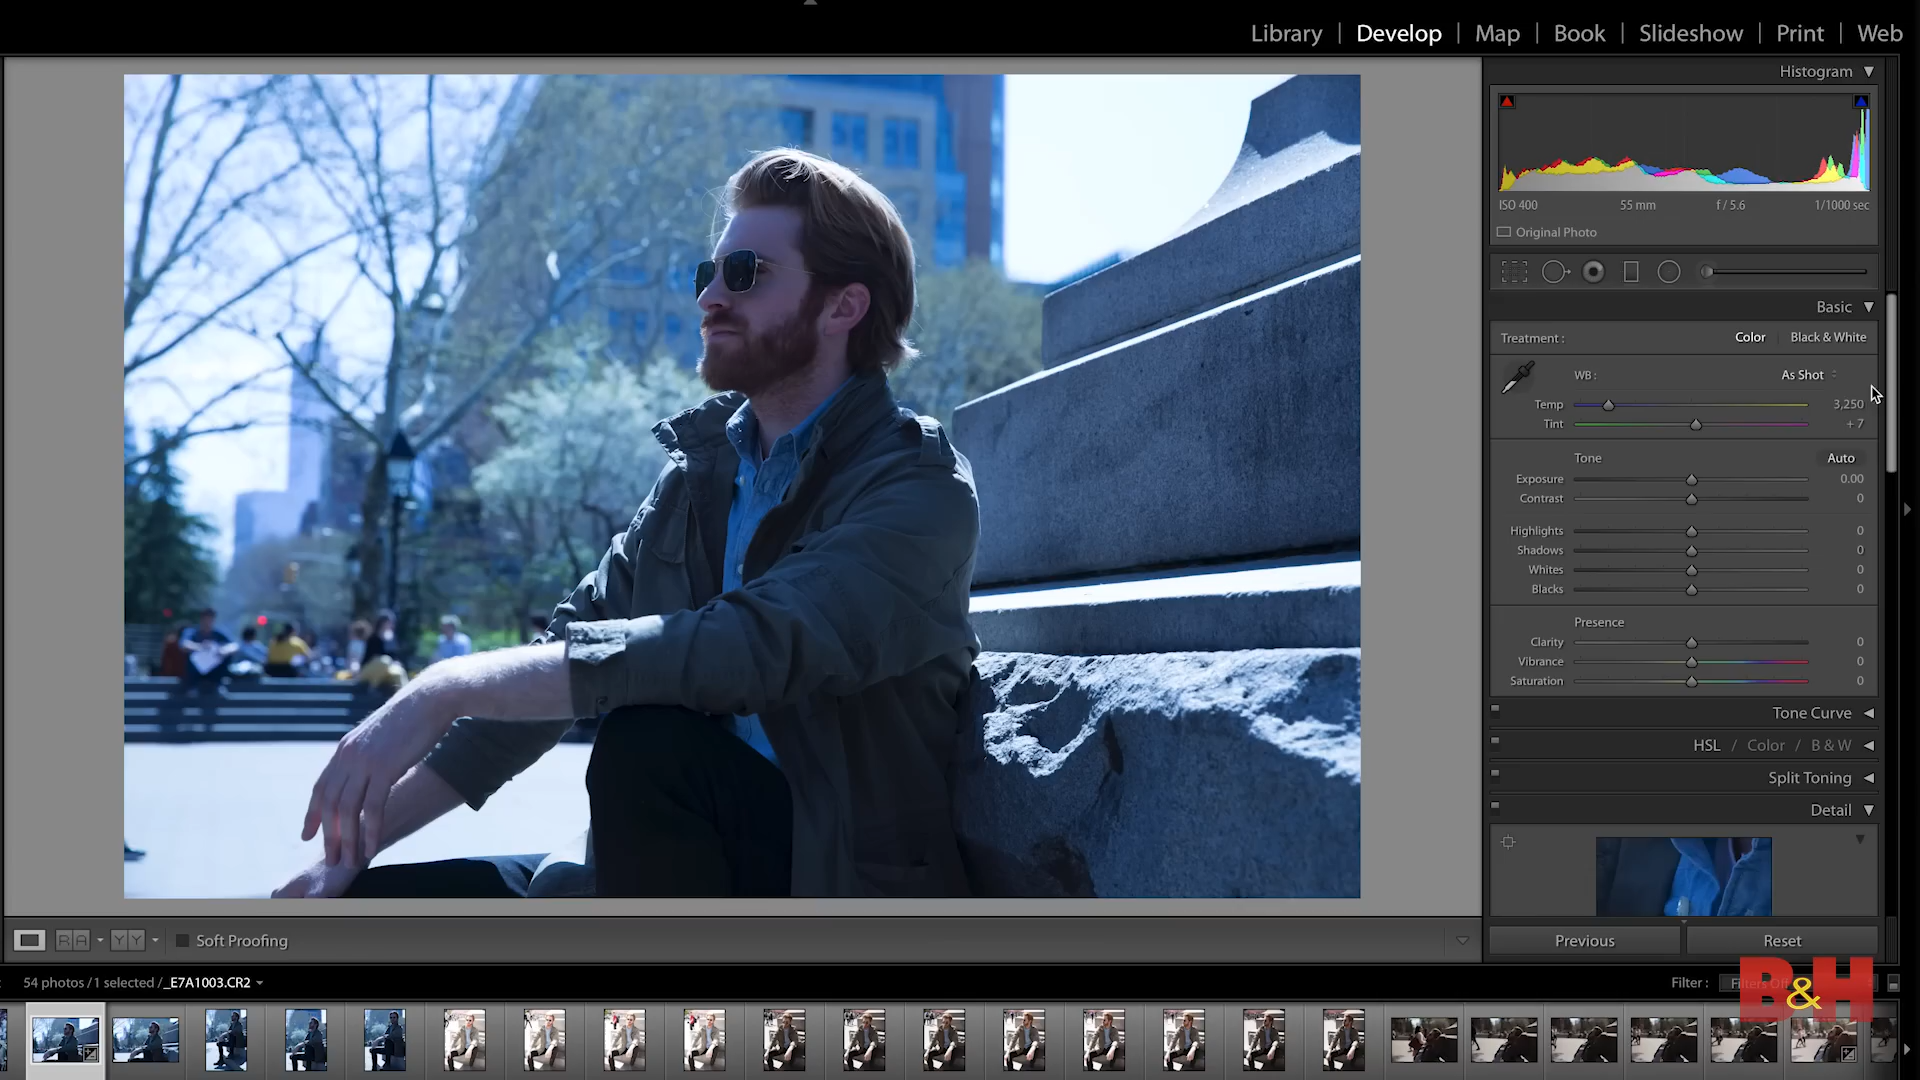 Library | Develop | Map | Book | Slideshow | Print | Web
Histogram
ISO 400 55 mm f / 5.6 1/1000 sec
Original Photo
Basic
Treatment : Color Black & White
WB : As Shot
Temp 3,250
Tint + 7
Tone Auto
Exposure 0.00
Contrast 0
Highlights 0
Shadows 0
Whites 0
Blacks 0
Presence
Clarity 0
Vibrance 0
Saturation 0
Tone Curve
HSL / Color / B & W
Split Toning
Detail
R A Y Y Soft Proofing
Previous Reset
54 photos / 1 selected / _E7A1003.CR2
Filter : Filters Off
B&H